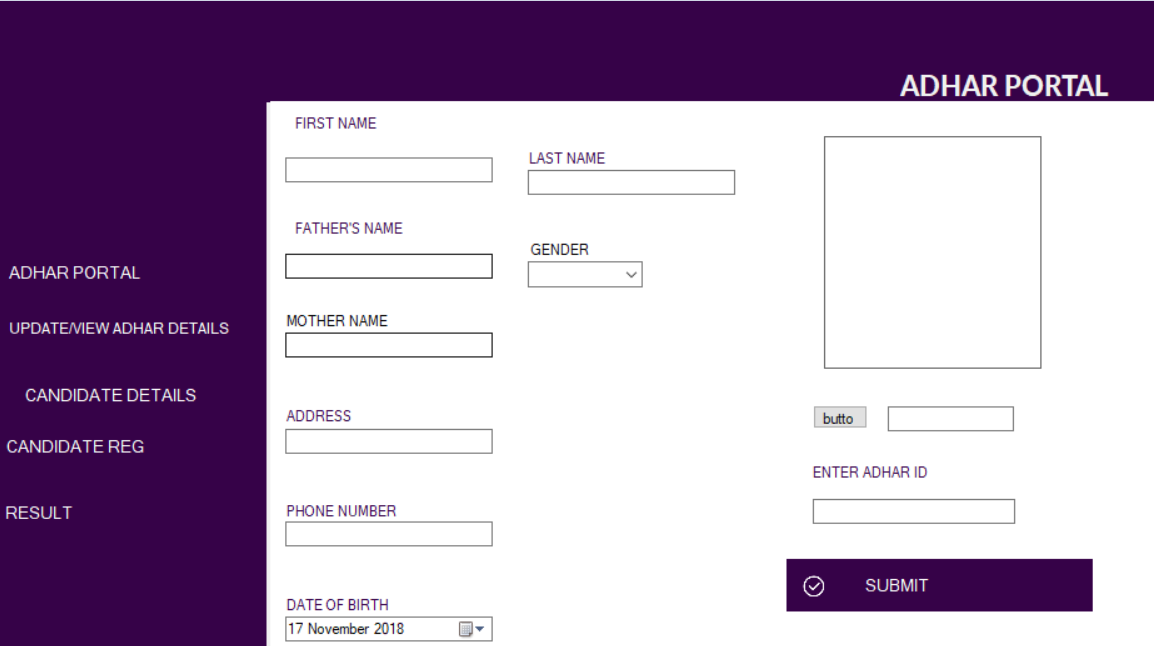 ADHAR PORTAL
ADHAR PORTAL
UPDATE/VIEW ADHAR DETAILS
CANDIDATE DETAILS
CANDIDATE REG
RESULT
FIRST NAME
LAST NAME
FATHER'S NAME
GENDER
MOTHER NAME
ADDRESS
PHONE NUMBER
DATE OF BIRTH
17 November 2018
butto
ENTER ADHAR ID
SUBMIT